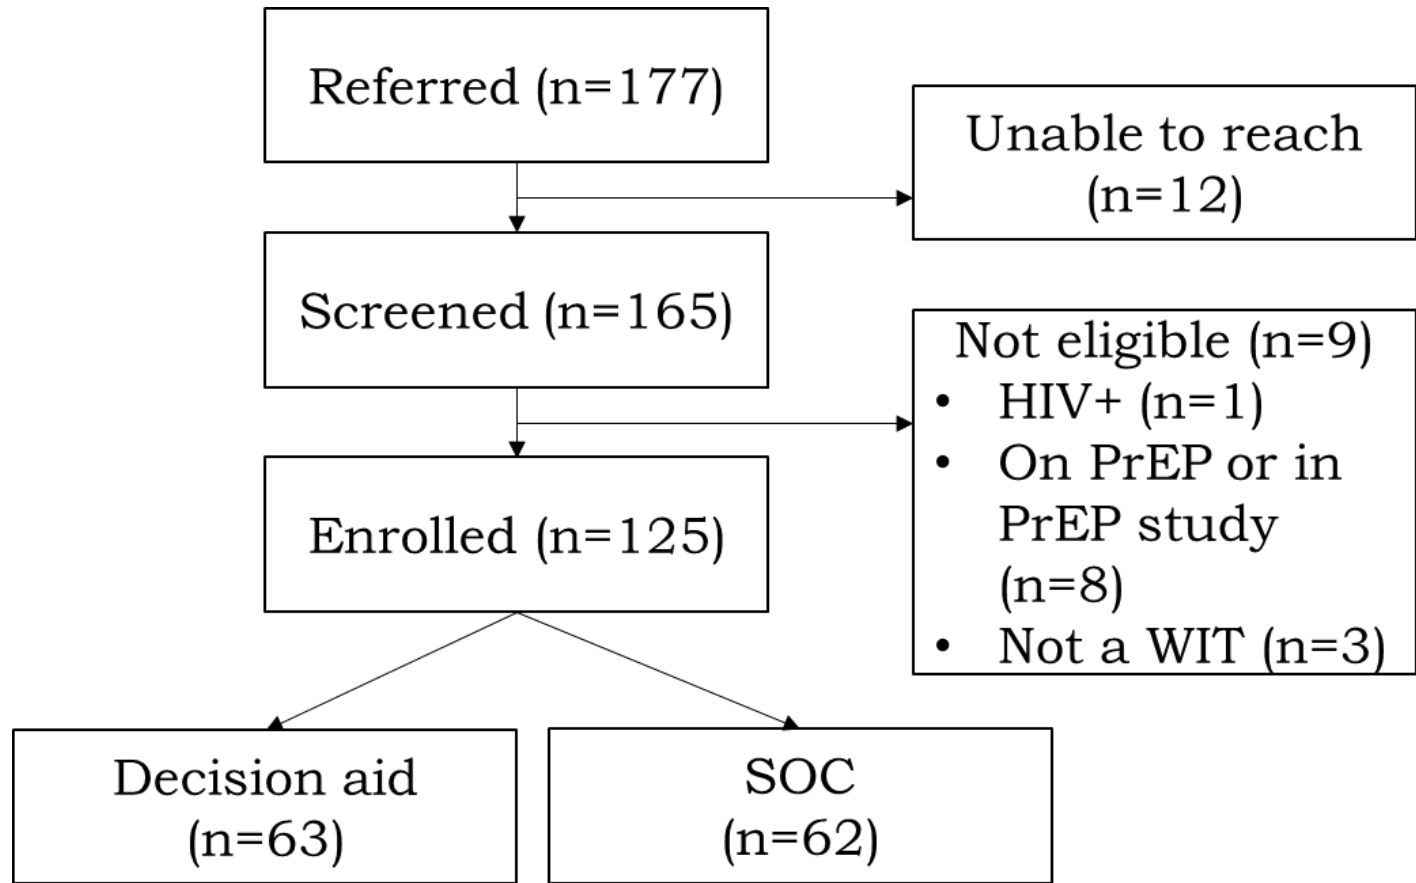 Referred (n=177)
Unable to reach
(n=12)
Screened (n=165)
Not eligible (n=9)
• HIV+ (n=1)
• On PrEP or in
PrEP study
(n=8)
• Not a WIT (n=3)
Enrolled (n=125)
Decision aid
(n=63)
SOC
(n=62)